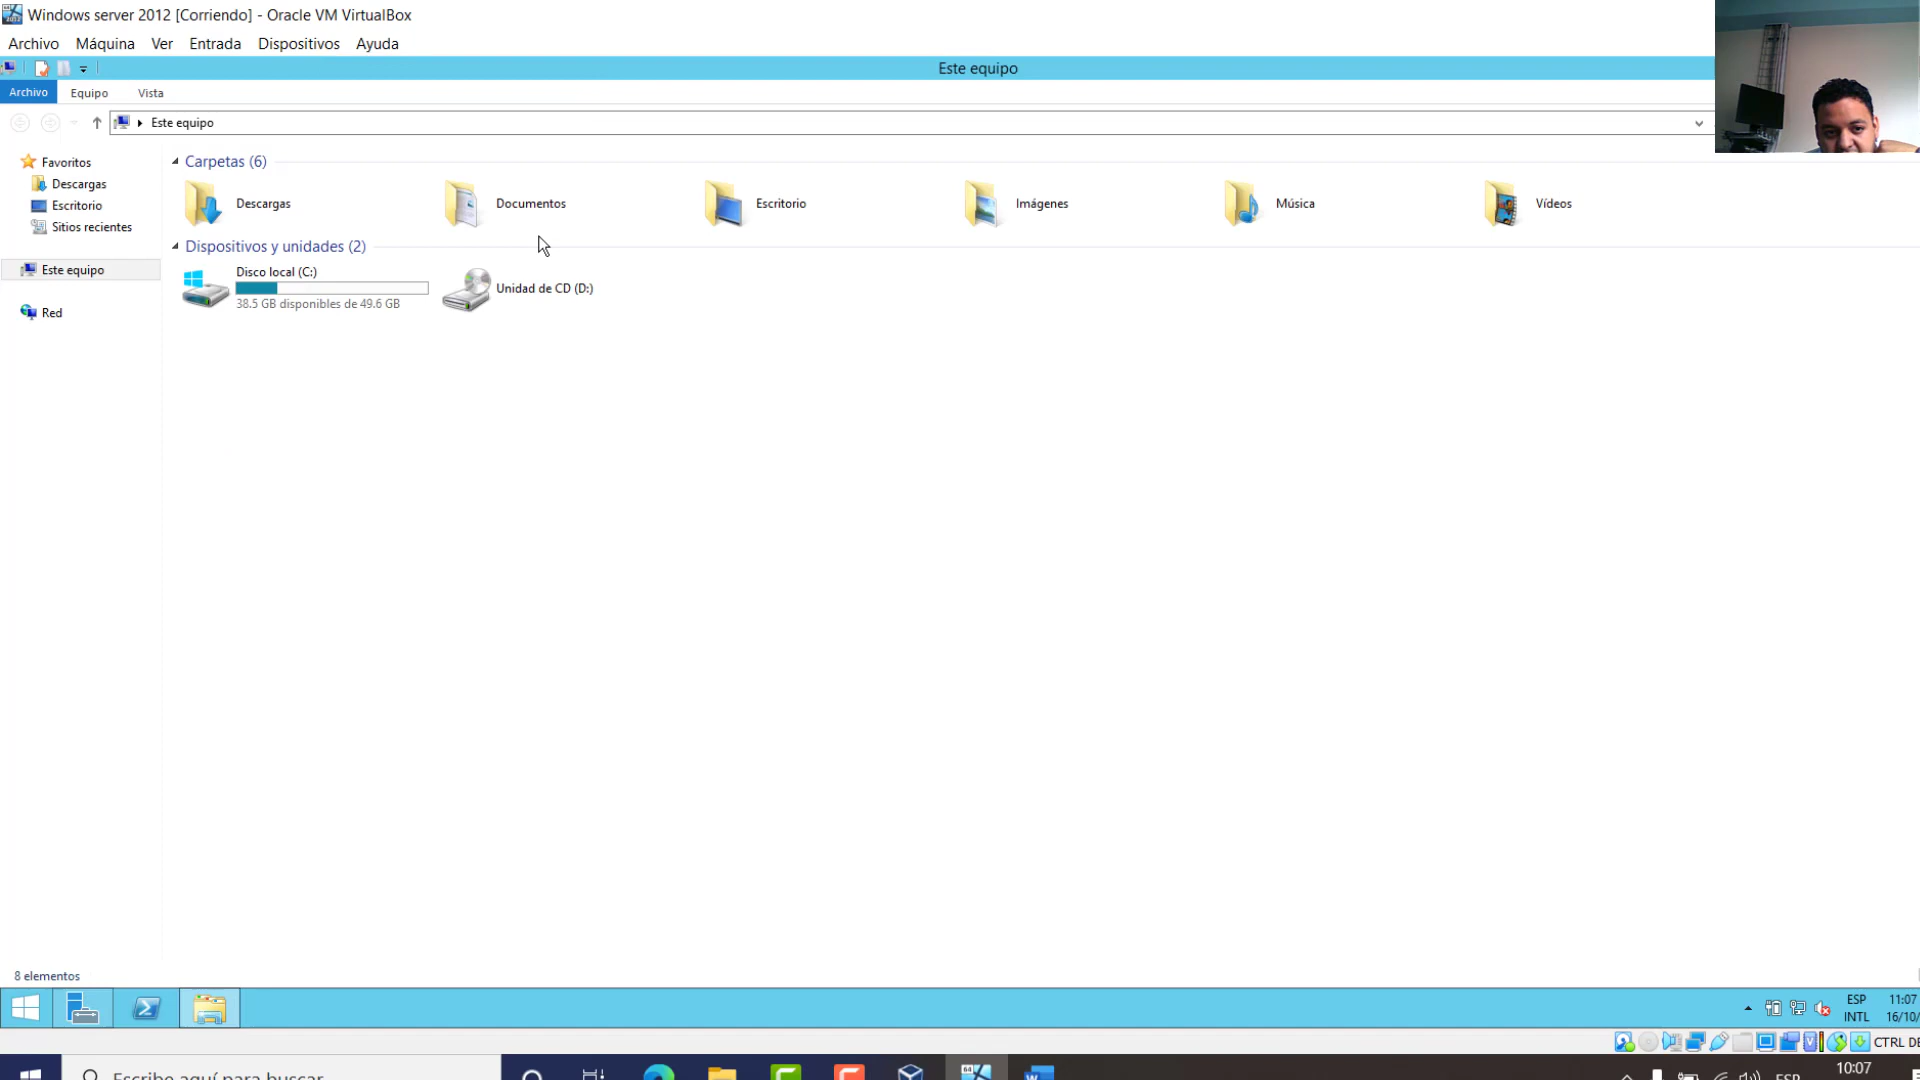 Windows server 2012 [Corriendo] - Oracle VM VirtualBox
Archivo Máquina Ver Entrada Dispositivos Ayuda
Este equipo
Archivo Equipo Vista
Este equipo
Favoritos
Descargas
Escritorio
Sitios recientes
Este equipo
Red
Carpetas (6)
Descargas Documentos Escritorio Imágenes Música Vídeos
Dispositivos y unidades (2)
Disco local (C:)
38.5 GB disponibles de 49.6 GB
Unidad de CD (D:)
8 elementos
ESP 11:07
INTL 16/10/
CTRL DE
Escribe aquí para buscar
ESP
10:07